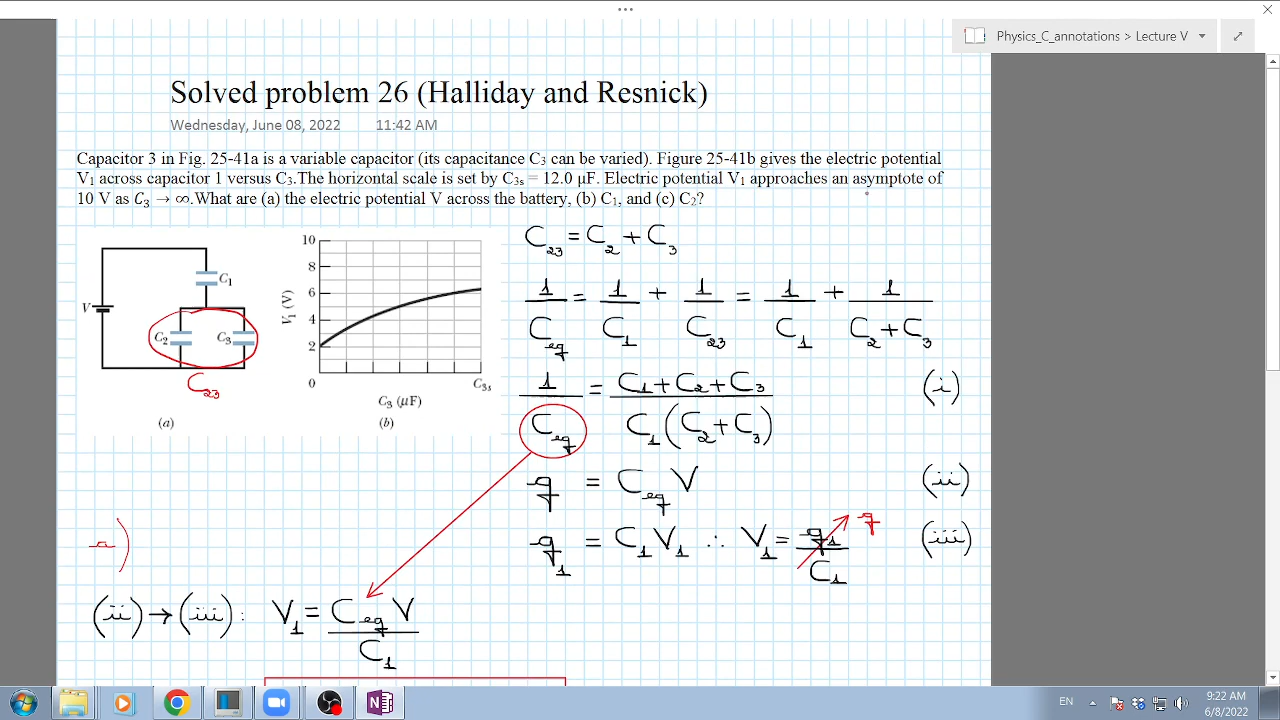 •••
Physics_C_annotations > Lecture V
Solved problem 26 (Halliday and Resnick)
Wednesday, June 08, 2022 11:42 AM
Capacitor 3 in Fig. 25-41a is a variable capacitor (its capacitance C₃ can be varied). Figure 25-41b gives the electric potential
V₁ across capacitor 1 versus C₃.The horizontal scale is set by C₃ₛ = 12.0 µF. Electric potential V₁ approaches an asymptote of
10 V as C₃ → ∞.What are (a) the electric potential V across the battery, (b) C₁, and (c) C₂?
V
C₁
C₂
C₃
C₂₃
(a)
10
8
6
4
2
0
V₁ (V)
C₃ₛ
C₃ (µF)
(b)
C₂₃ = C₂ + C₃
1/C_eq = 1/C₁ + 1/C₂₃ = 1/C₁ + 1/(C₂ + C₃)
1/C_eq = (C₁ + C₂ + C₃)/(C₁(C₂ + C₃)) (i)
q = C_eq V (ii)
q₁ = C₁V₁ ∴ V₁ = q₁/C₁ (iii)
q
a)
(ii) → (iii): V₁ = C_eq V/C₁
EN
9:22 AM
6/8/2022